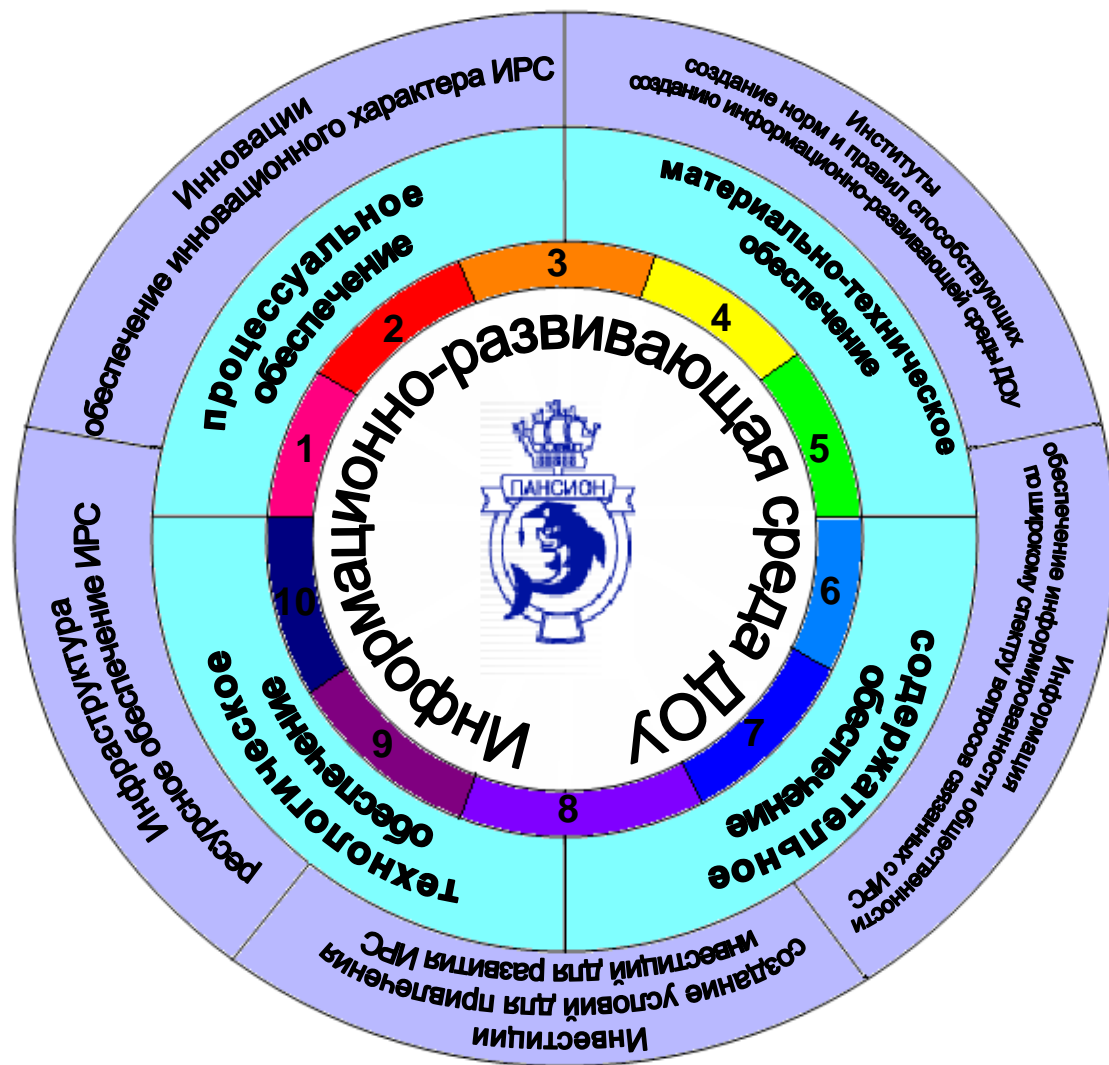 Инновации
обеспечение инновационного характера ИРС
Институты
создание норм и правил способствующих
созданию информационно-развивающей среды ДОУ
Информация
обеспечение информированности общественности
по широкому спектру вопросов связанных с ИРС
Инвестиции
создание условий для привлечения
инвестиций для развития ИРС
Инфраструктура
ресурсное обеспечение ИРС
процессуальное
обеспечение
материально-техническое
обеспечение
содержательное
обеспечение
технологическое
обеспечение
1
2
3
4
5
6
7
8
9
10
Информационно-развивающая среда ДОУ
ПАНСИОН